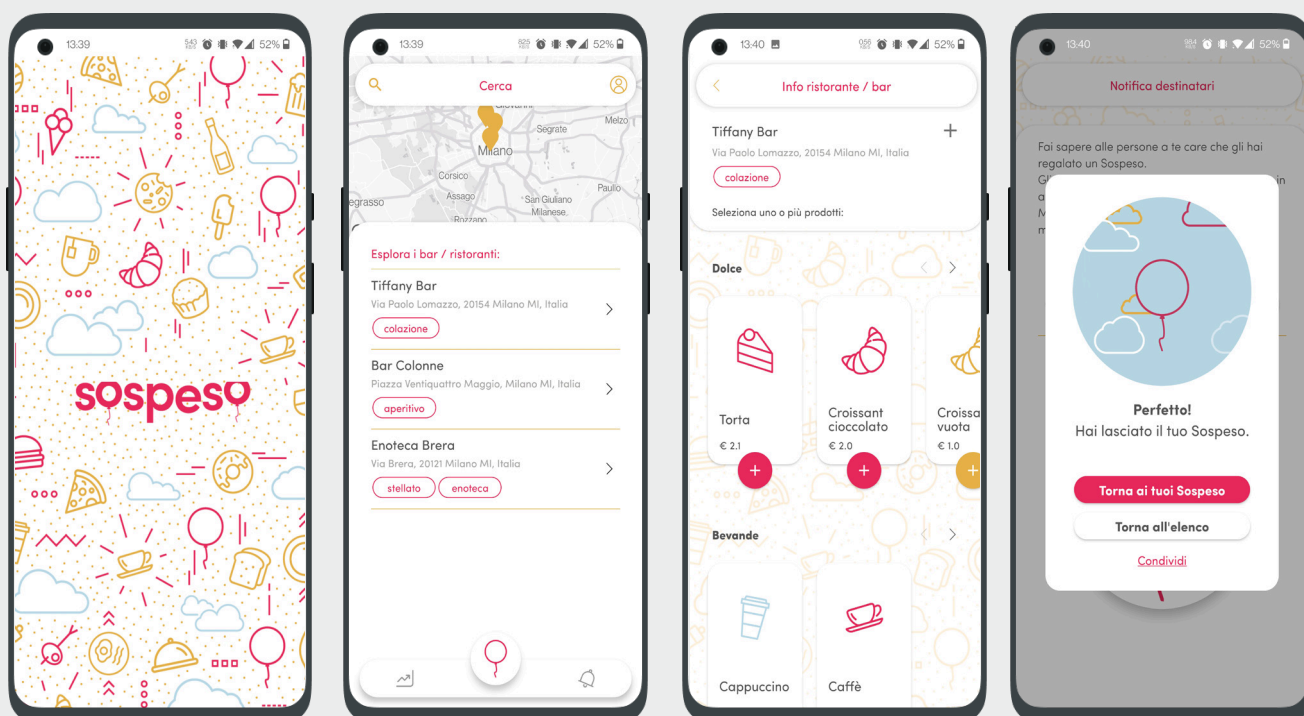 13:39
52%
sospeso
13:39
52%
Cerca
Segrate
Melzo
Milano
Corsico
Assago
San Giuliano
Milanese
Paullo
egrasso
Rozzano
Esplora i bar / ristoranti:
Tiffany Bar
Via Paolo Lomazzo, 20154 Milano MI, Italia
colazione
Bar Colonne
Piazza Ventiquattro Maggio, Milano MI, Italia
aperitivo
Enoteca Brera
Via Brera, 20121 Milano MI, Italia
stellato enoteca
13:40
52%
Info ristorante / bar
Tiffany Bar
Via Paolo Lomazzo, 20154 Milano MI, Italia
colazione
Seleziona uno o più prodotti:
Dolce
Torta
€ 2.1
Croissant
cioccolato
€ 2.0
Croissa
vuota
€ 1.0
Bevande
Cappuccino
Caffè
13:40
52%
Notifica destinatari
Fai sapere alle persone a te care che gli hai
regalato un Sospeso.
Perfetto!
Hai lasciato il tuo Sospeso.
Torna ai tuoi Sospeso
Torna all'elenco
Condividi